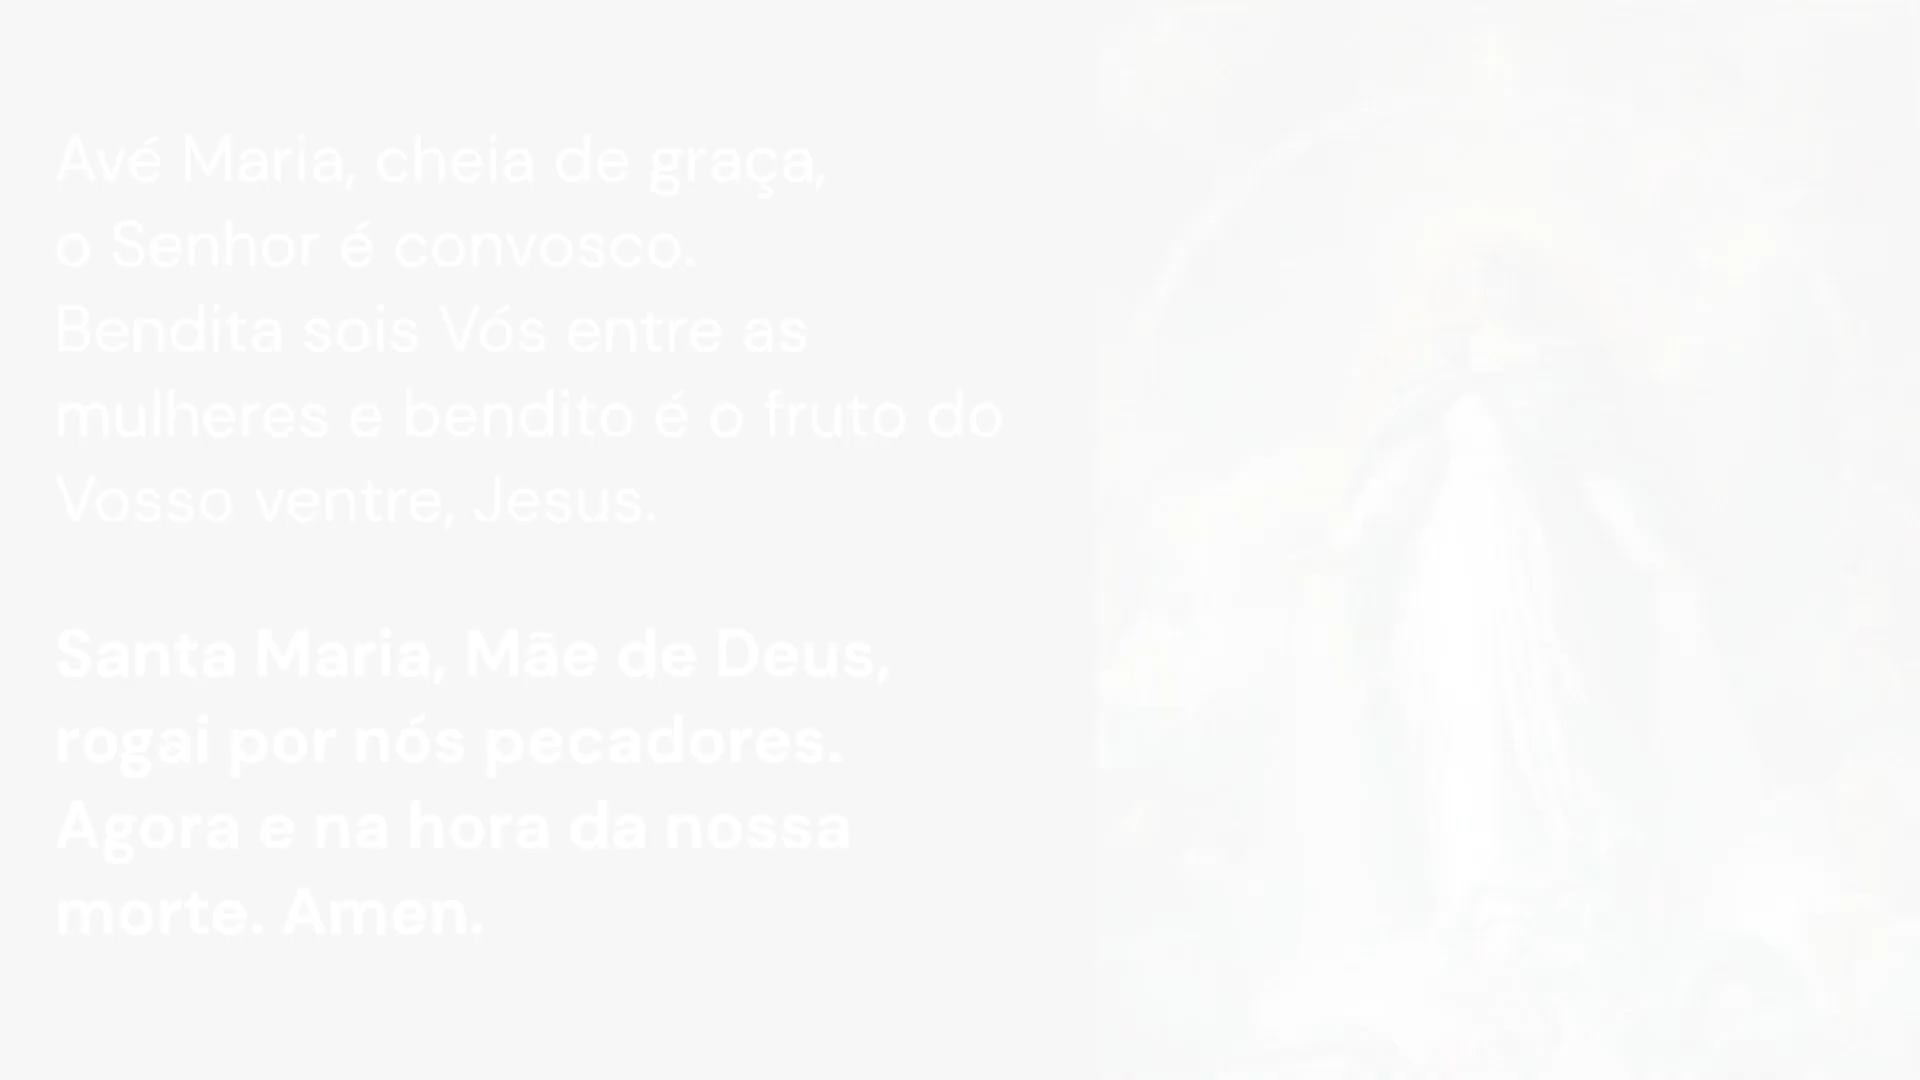 Avé Maria, cheia de graça,
o Senhor é convosco.
Bendita sois Vós entre as
mulheres e bendito é o fruto do
Vosso ventre, Jesus.
Santa Maria, Mãe de Deus,
rogai por nós pecadores.
Agora e na hora da nossa
morte. Amen.